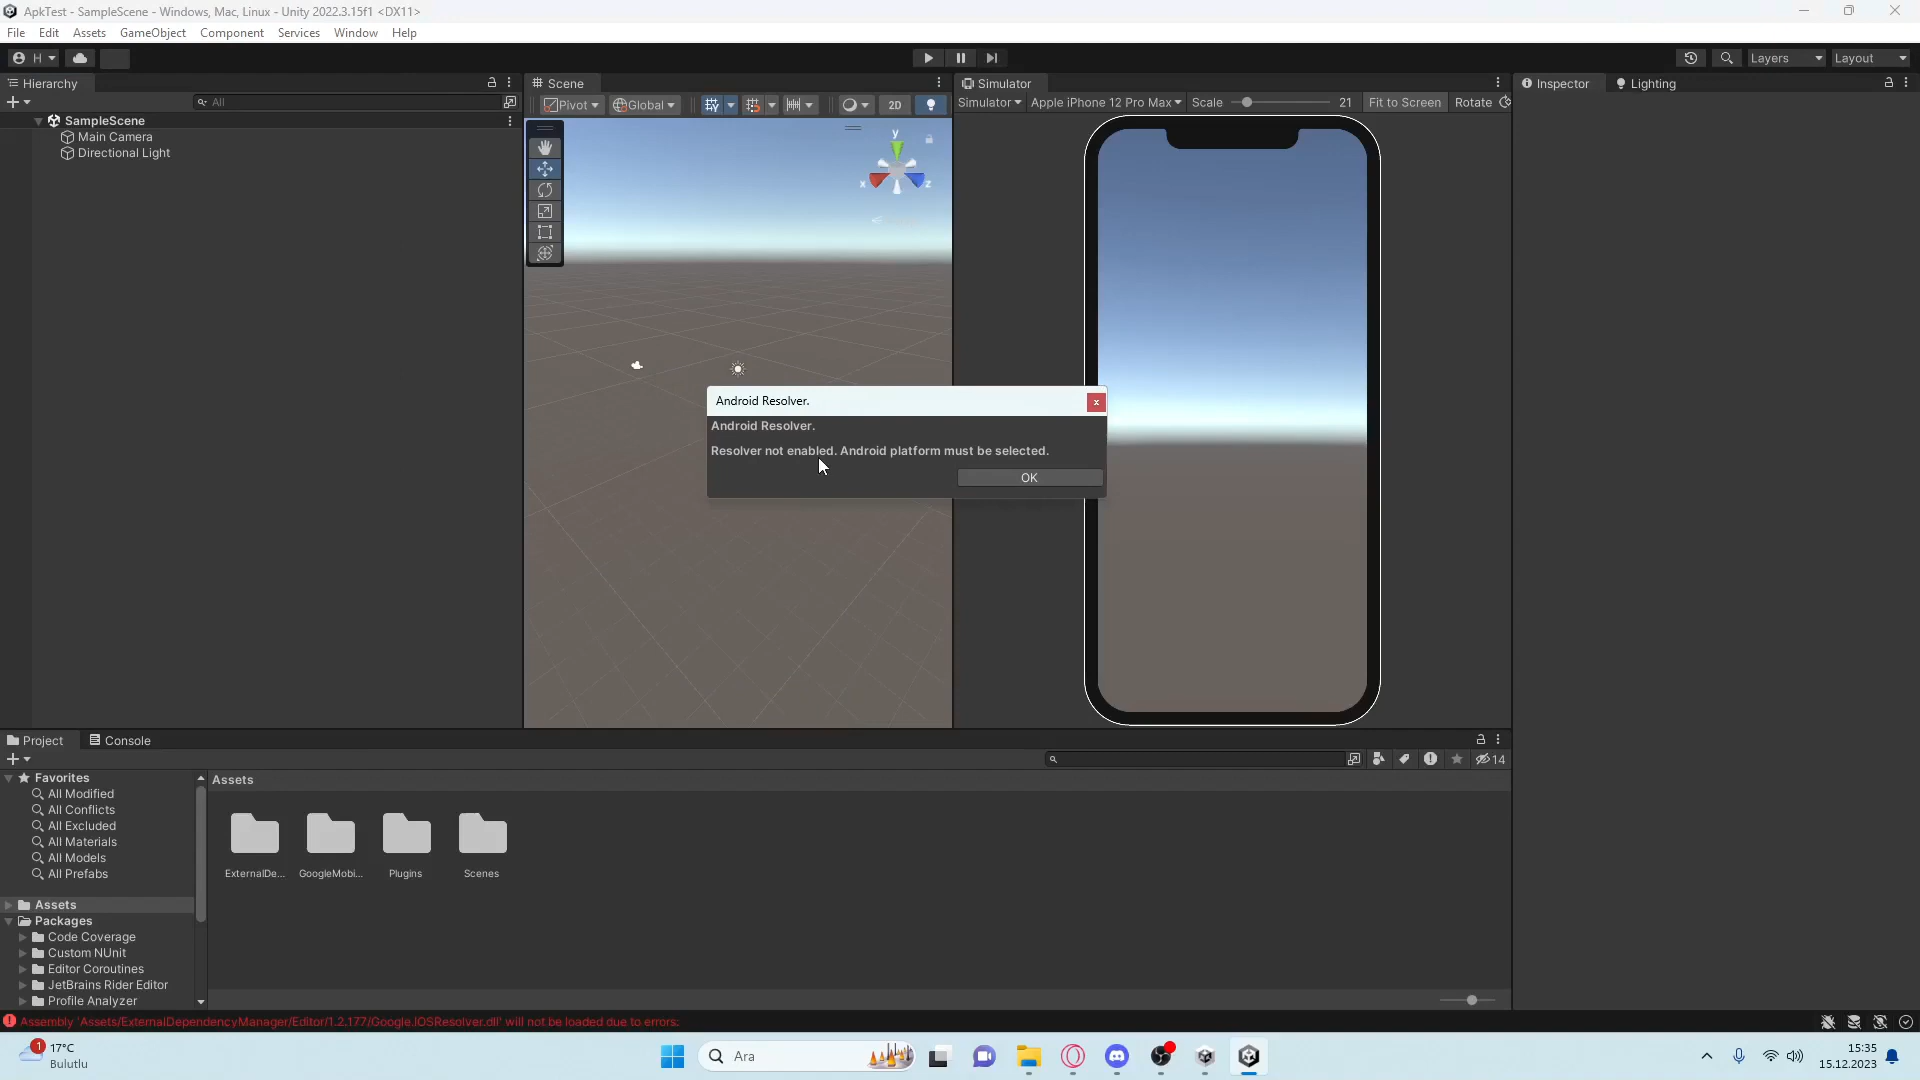 ApkTest - SampleScene - Windows, Mac, Linux - Unity 2022.3.15f1 <DX11>
File Edit Assets GameObject Component Services Window Help
H
Layers
Layout
Hierarchy
All
SampleScene
Main Camera
Directional Light
Scene
Pivot
Global
2D
y
x
z
Simulator
Simulator Apple iPhone 12 Pro Max Scale 21 Fit to Screen Rotate
Inspector
Lighting
Android Resolver.
Android Resolver.
Resolver not enabled. Android platform must be selected.
OK
Project
Console
14
Favorites
All Modified
All Conflicts
All Excluded
All Materials
All Models
All Prefabs
Assets
Packages
Code Coverage
Custom NUnit
Editor Coroutines
JetBrains Rider Editor
Profile Analyzer
Assets
ExternalDe...
GoogleMobi...
Plugins
Scenes
Assembly 'Assets/ExternalDependencyManager/Editor/1.2.177/Google.IOSResolver.dll' will not be loaded due to errors:
1
17°C
Bulutlu
Ara
15:35
15.12.2023